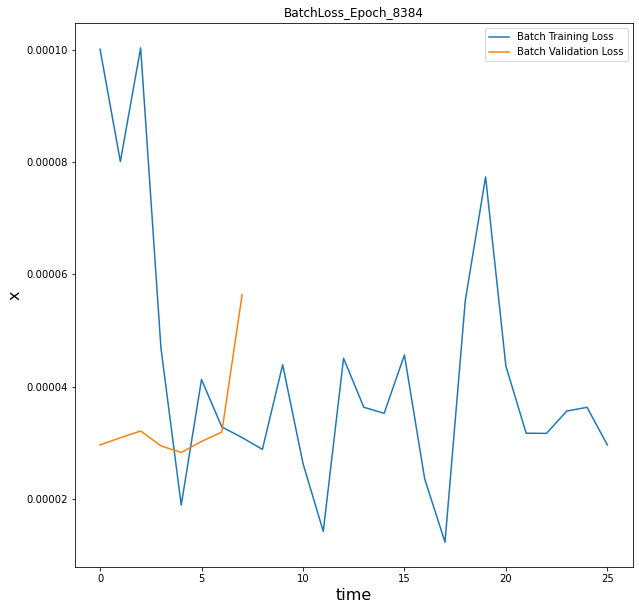 BatchLoss_Epoch_8384
Batch Training Loss
Batch Validation Loss
0.00010
0.00008
0.00006
0.00004
0.00002
x
0
5
10
15
20
25
time